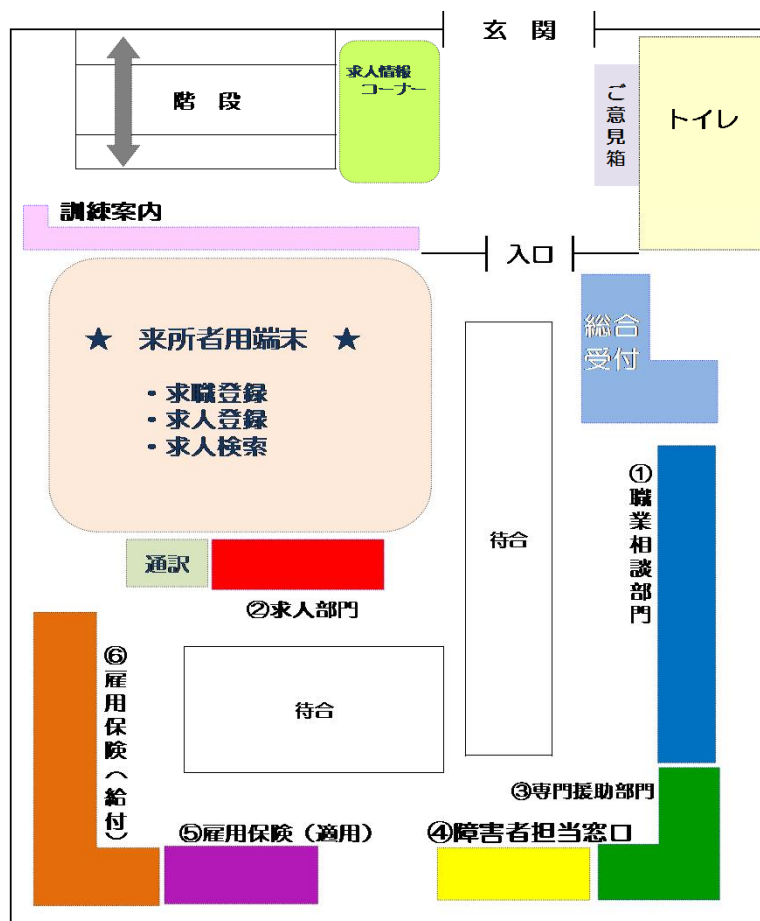 玄　関
求人情報
コーナー
階　段
ご意見箱
トイレ
訓練案内
入口
総合
受付
★　来所者用端末　★
・求職登録
・求人登録
・求人検索
①職業相談部門
待合
通訳
②求人部門
⑥雇用保険（給付）
待合
③専門援助部門
⑤雇用保険（適用）
④障害者担当窓口